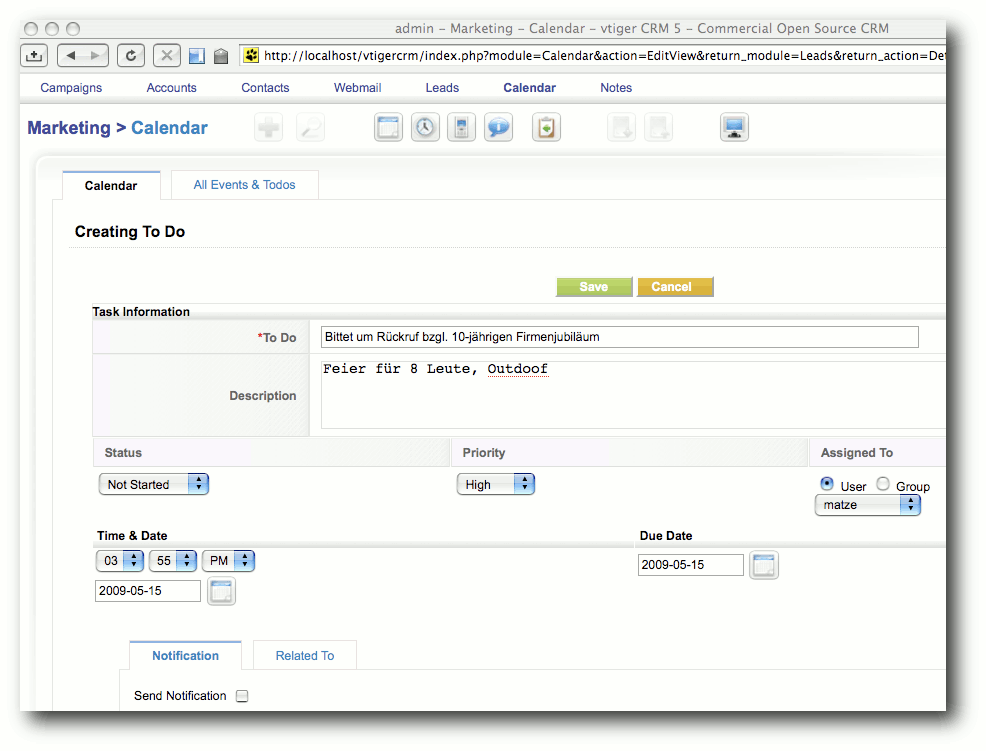 admin – Marketing – Calendar – vtiger CRM 5 – Commercial Open Source CRM
http://localhost/vtigercrm/index.php?module=Calendar&action=EditView&return_module=Leads&return_action=Det
Campaigns Accounts Contacts Webmail Leads Calendar Notes
Marketing > Calendar
Calendar All Events & Todos
Creating To Do
Save Cancel
Task Information
*To Do Bittet um Rückruf bzgl. 10-jährigen Firmenjubiläum
Feier für 8 Leute, Outdoof
Description
Status Priority Assigned To
Not Started High User Group
matze
Time & Date Due Date
03 55 PM 2009-05-15
2009-05-15
Notification Related To
Send Notification